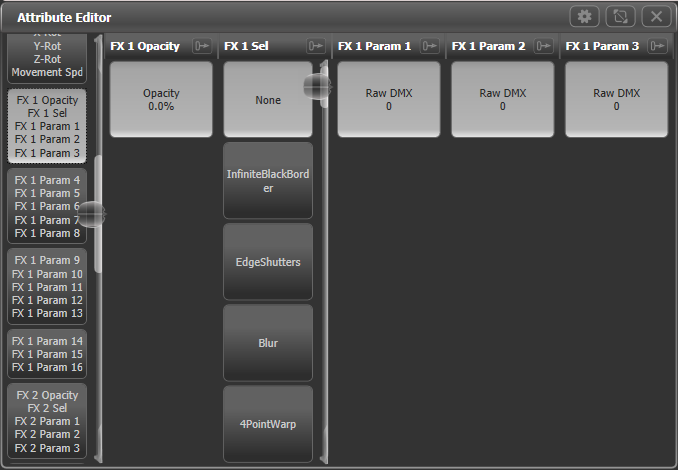 Attribute Editor
X-Rot
Y-Rot
Z-Rot
Movement Spd
FX 1 Opacity
FX 1 Sel
FX 1 Param 1
FX 1 Param 2
FX 1 Param 3
FX 1 Param 4
FX 1 Param 5
FX 1 Param 6
FX 1 Param 7
FX 1 Param 8
FX 1 Param 9
FX 1 Param 10
FX 1 Param 11
FX 1 Param 12
FX 1 Param 13
FX 1 Param 14
FX 1 Param 15
FX 1 Param 16
FX 2 Opacity
FX 2 Sel
FX 2 Param 1
FX 2 Param 2
FX 2 Param 3
FX 1 Opacity
Opacity
0.0%
FX 1 Sel
None
InfiniteBlackBord
er
EdgeShutters
Blur
4PointWarp
FX 1 Param 1
Raw DMX
0
FX 1 Param 2
Raw DMX
0
FX 1 Param 3
Raw DMX
0